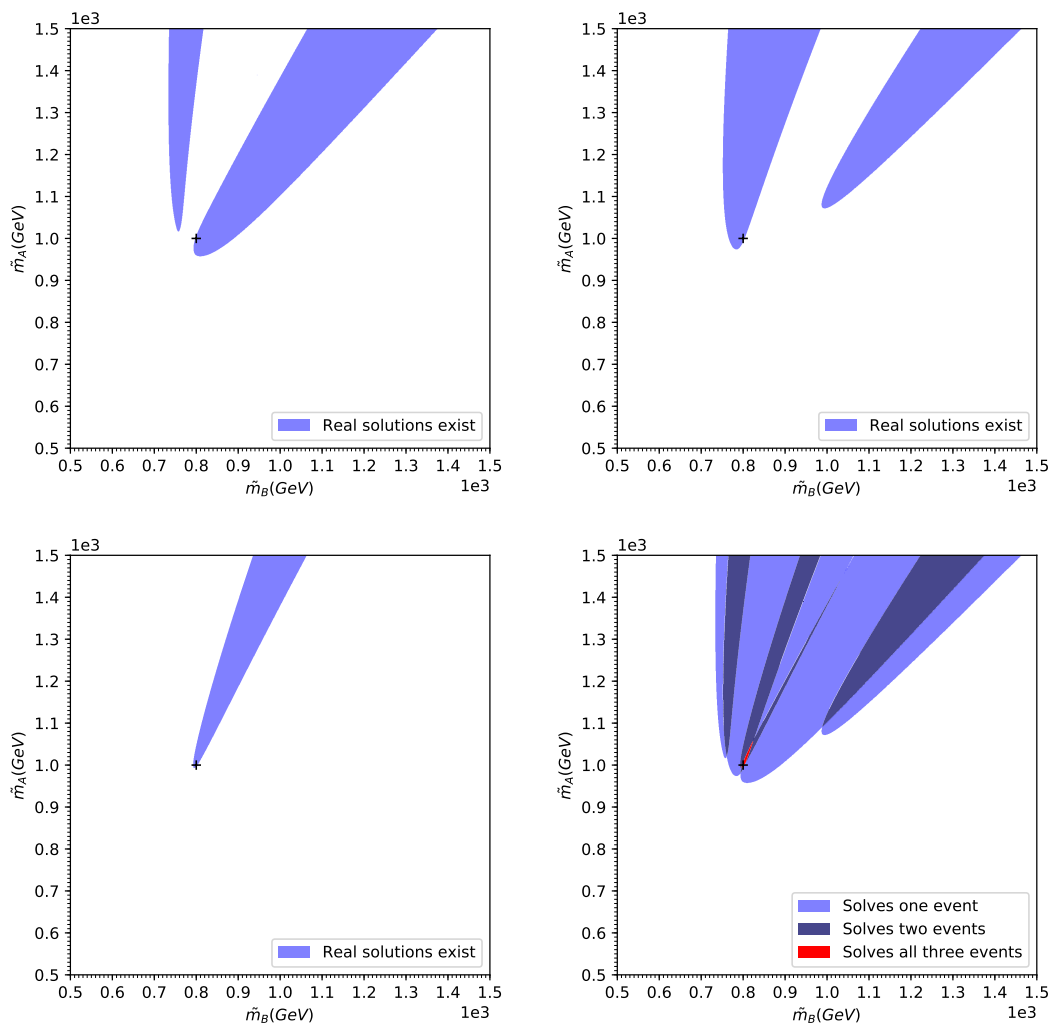 1e3
1.5
1.4
1.3
1.2
1.1
1.0
0.9
0.8
0.7
0.6
0.5
m̃_A(GeV)
Real solutions exist
0.5 0.6 0.7 0.8 0.9 1.0 1.1 1.2 1.3 1.4 1.5
m̃_B(GeV)
1e3
1e3
1.5
1.4
1.3
1.2
1.1
1.0
0.9
0.8
0.7
0.6
0.5
m̃_A(GeV)
Real solutions exist
0.5 0.6 0.7 0.8 0.9 1.0 1.1 1.2 1.3 1.4 1.5
m̃_B(GeV)
1e3
1e3
1.5
1.4
1.3
1.2
1.1
1.0
0.9
0.8
0.7
0.6
0.5
m̃_A(GeV)
Real solutions exist
0.5 0.6 0.7 0.8 0.9 1.0 1.1 1.2 1.3 1.4 1.5
m̃_B(GeV)
1e3
1e3
1.5
1.4
1.3
1.2
1.1
1.0
0.9
0.8
0.7
0.6
0.5
m̃_A(GeV)
Solves one event
Solves two events
Solves all three events
0.5 0.6 0.7 0.8 0.9 1.0 1.1 1.2 1.3 1.4 1.5
m̃_B(GeV)
1e3